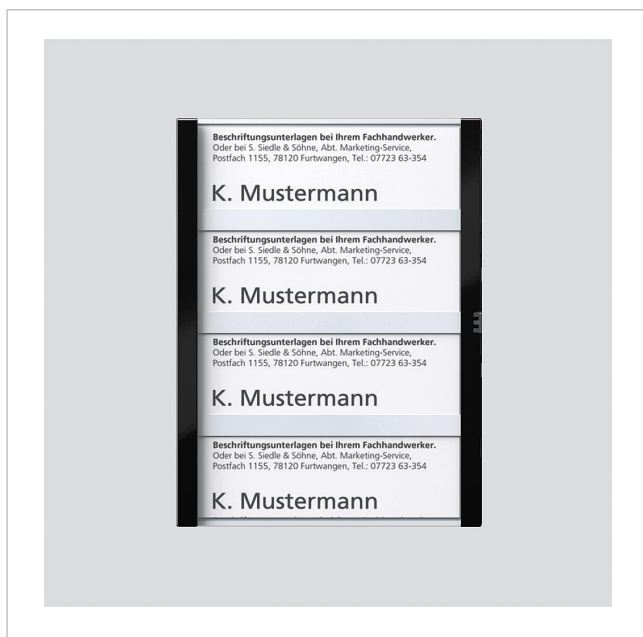 Beschriftungsunterlagen bei Ihrem Fachhandwerker.
Oder bei S. Siedle & Söhne, Abt. Marketing-Service,
Postfach 1155, 78120 Furtwangen, Tel.: 07723 63-354
K. Mustermann
Beschriftungsunterlagen bei Ihrem Fachhandwerker.
Oder bei S. Siedle & Söhne, Abt. Marketing-Service,
Postfach 1155, 78120 Furtwangen, Tel.: 07723 63-354
K. Mustermann
Beschriftungsunterlagen bei Ihrem Fachhandwerker.
Oder bei S. Siedle & Söhne, Abt. Marketing-Service,
Postfach 1155, 78120 Furtwangen, Tel.: 07723 63-354
K. Mustermann
Beschriftungsunterlagen bei Ihrem Fachhandwerker.
Oder bei S. Siedle & Söhne, Abt. Marketing-Service,
Postfach 1155, 78120 Furtwangen, Tel.: 07723 63-354
K. Mustermann